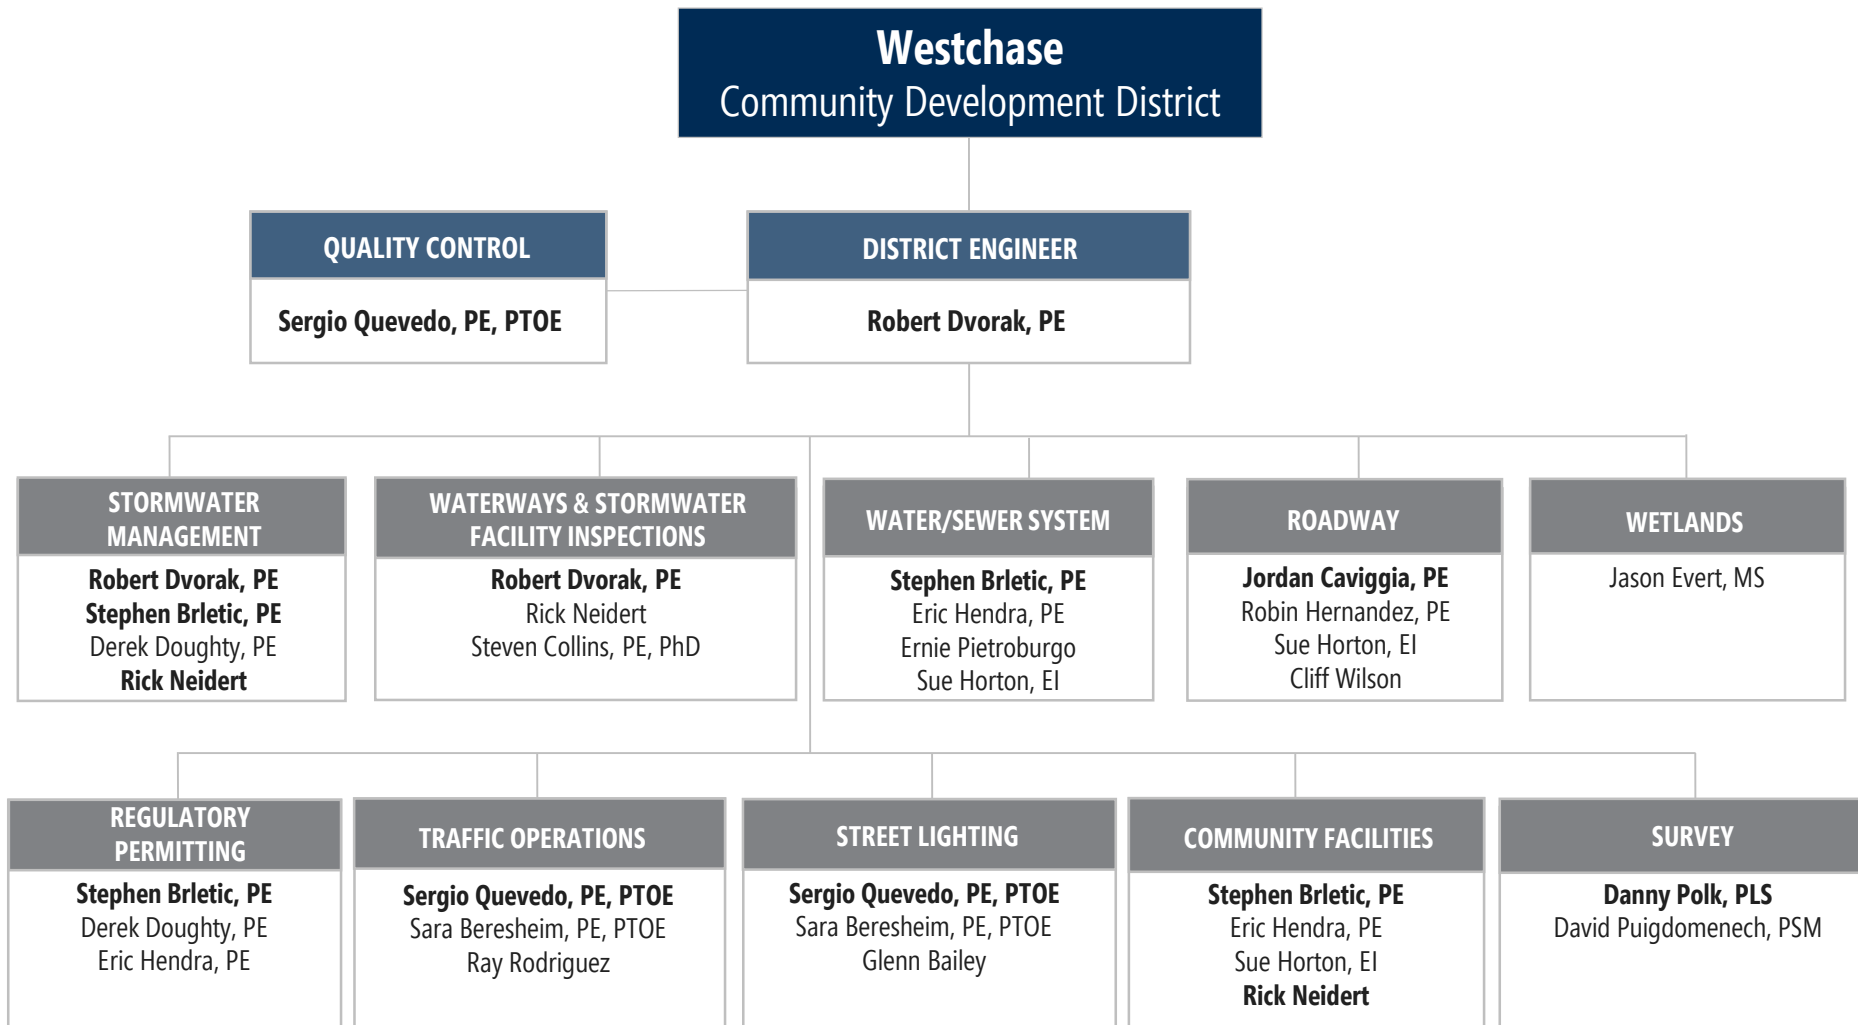 Westchase
Community Development District
QUALITY CONTROL
Sergio Quevedo, PE, PTOE
DISTRICT ENGINEER
Robert Dvorak, PE
STORMWATER
MANAGEMENT
Robert Dvorak, PE
Stephen Brletic, PE
Derek Doughty, PE
Rick Neidert
WATERWAYS & STORMWATER
FACILITY INSPECTIONS
Robert Dvorak, PE
Rick Neidert
Steven Collins, PE, PhD
WATER/SEWER SYSTEM
Stephen Brletic, PE
Eric Hendra, PE
Ernie Pietroburgo
Sue Horton, EI
ROADWAY
Jordan Caviggia, PE
Robin Hernandez, PE
Sue Horton, EI
Cliff Wilson
WETLANDS
Jason Evert, MS
REGULATORY
PERMITTING
Stephen Brletic, PE
Derek Doughty, PE
Eric Hendra, PE
TRAFFIC OPERATIONS
Sergio Quevedo, PE, PTOE
Sara Beresheim, PE, PTOE
Ray Rodriguez
STREET LIGHTING
Sergio Quevedo, PE, PTOE
Sara Beresheim, PE, PTOE
Glenn Bailey
COMMUNITY FACILITIES
Stephen Brletic, PE
Eric Hendra, PE
Sue Horton, EI
Rick Neidert
SURVEY
Danny Polk, PLS
David Puigdomenech, PSM